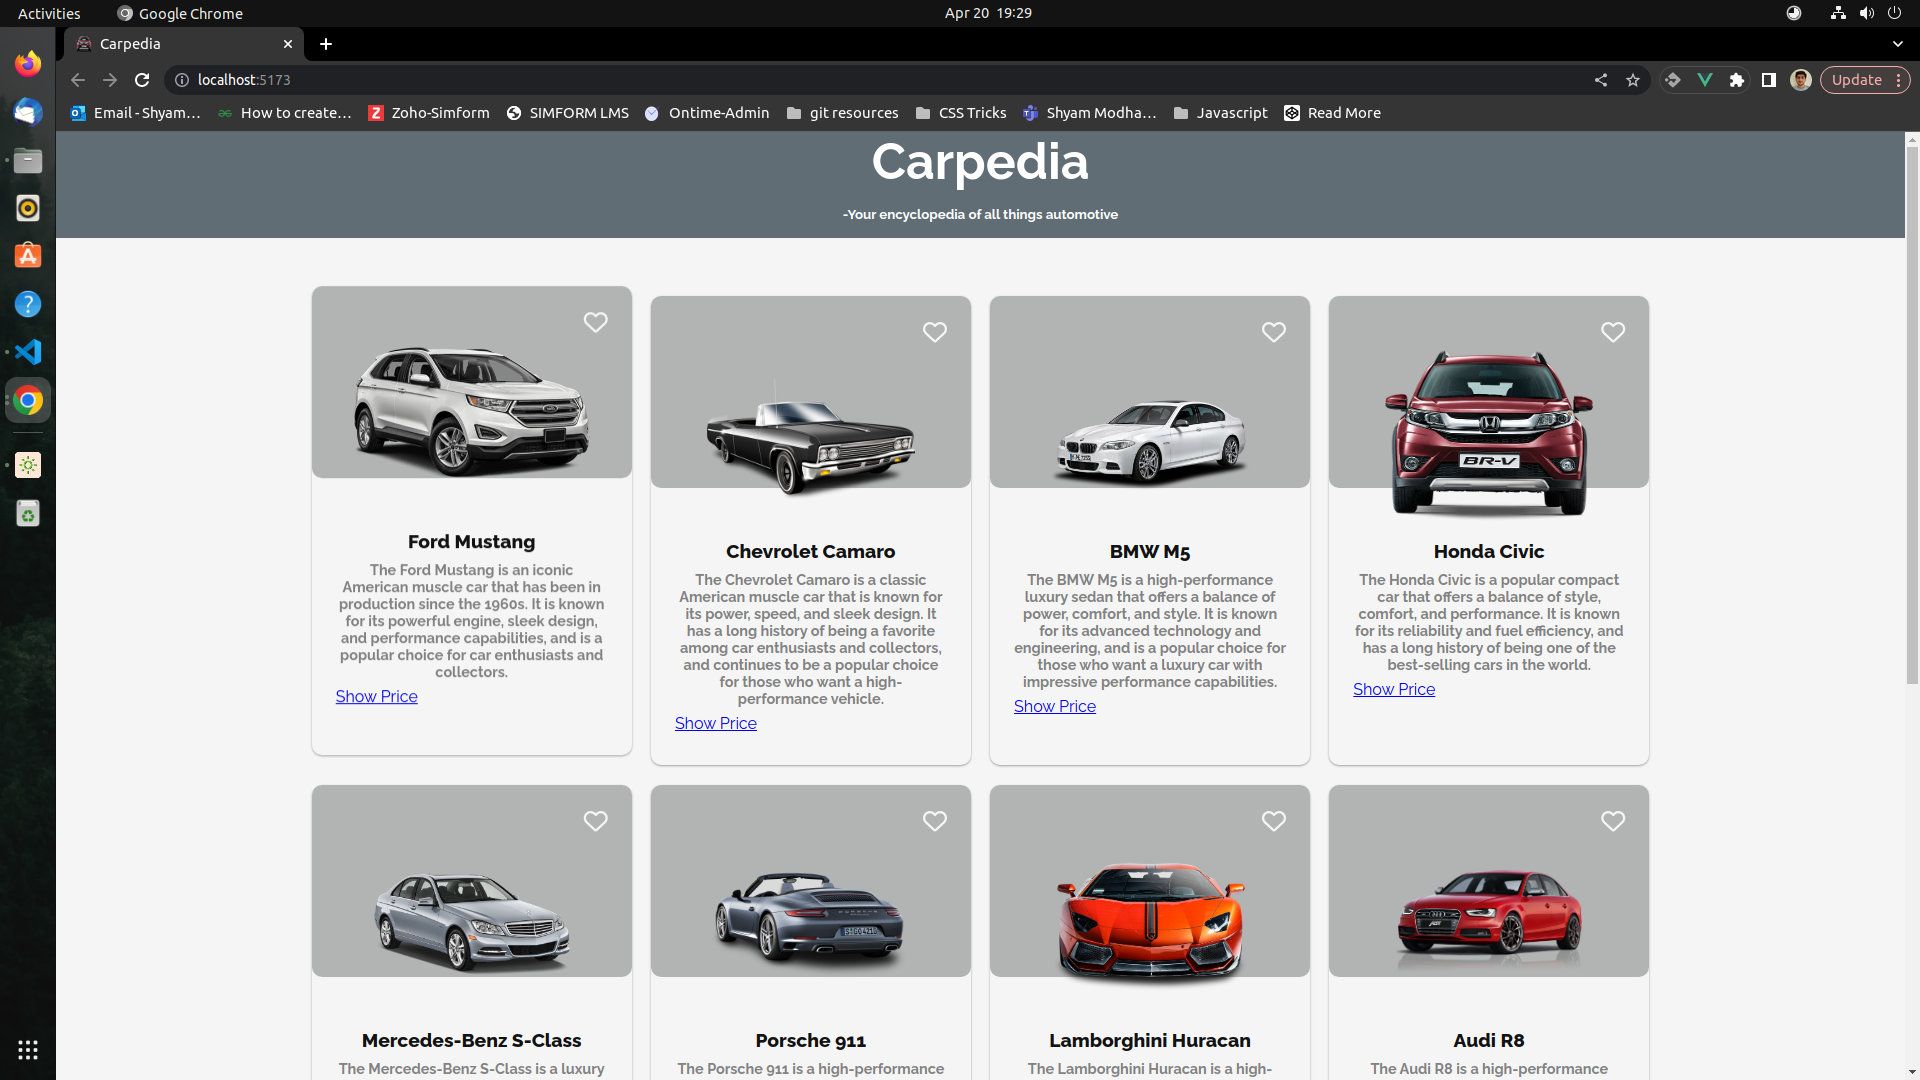 Activities
Google Chrome
Apr 20 19:29
Carpedia
localhost:5173
Update
Email - Shyam...
How to create...
Zoho-Simform
SIMFORM LMS
Ontime-Admin
git resources
CSS Tricks
Shyam Modha...
Javascript
Read More
Carpedia
-Your encyclopedia of all things automotive
BR-V
Ford Mustang
The Ford Mustang is an iconic
American muscle car that has been in
production since the 1960s. It is known
for its powerful engine, sleek design,
and performance capabilities, and is a
popular choice for car enthusiasts and
collectors.
Show Price
Chevrolet Camaro
The Chevrolet Camaro is a classic
American muscle car that is known for
its power, speed, and sleek design. It
has a long history of being a favorite
among car enthusiasts and collectors,
and continues to be a popular choice
for those who want a high-
performance vehicle.
Show Price
BMW M5
The BMW M5 is a high-performance
luxury sedan that offers a balance of
power, comfort, and style. It is known
for its advanced technology and
engineering, and is a popular choice for
those who want a luxury car with
impressive performance capabilities.
Show Price
Honda Civic
The Honda Civic is a popular compact
car that offers a balance of style,
comfort, and performance. It is known
for its reliability and fuel efficiency, and
has a long history of being one of the
best-selling cars in the world.
Show Price
PORSCHE
S GO 4210
Mercedes-Benz S-Class
The Mercedes-Benz S-Class is a luxury
Porsche 911
The Porsche 911 is a high-performance
Lamborghini Huracan
The Lamborghini Huracan is a high-
Audi R8
The Audi R8 is a high-performance